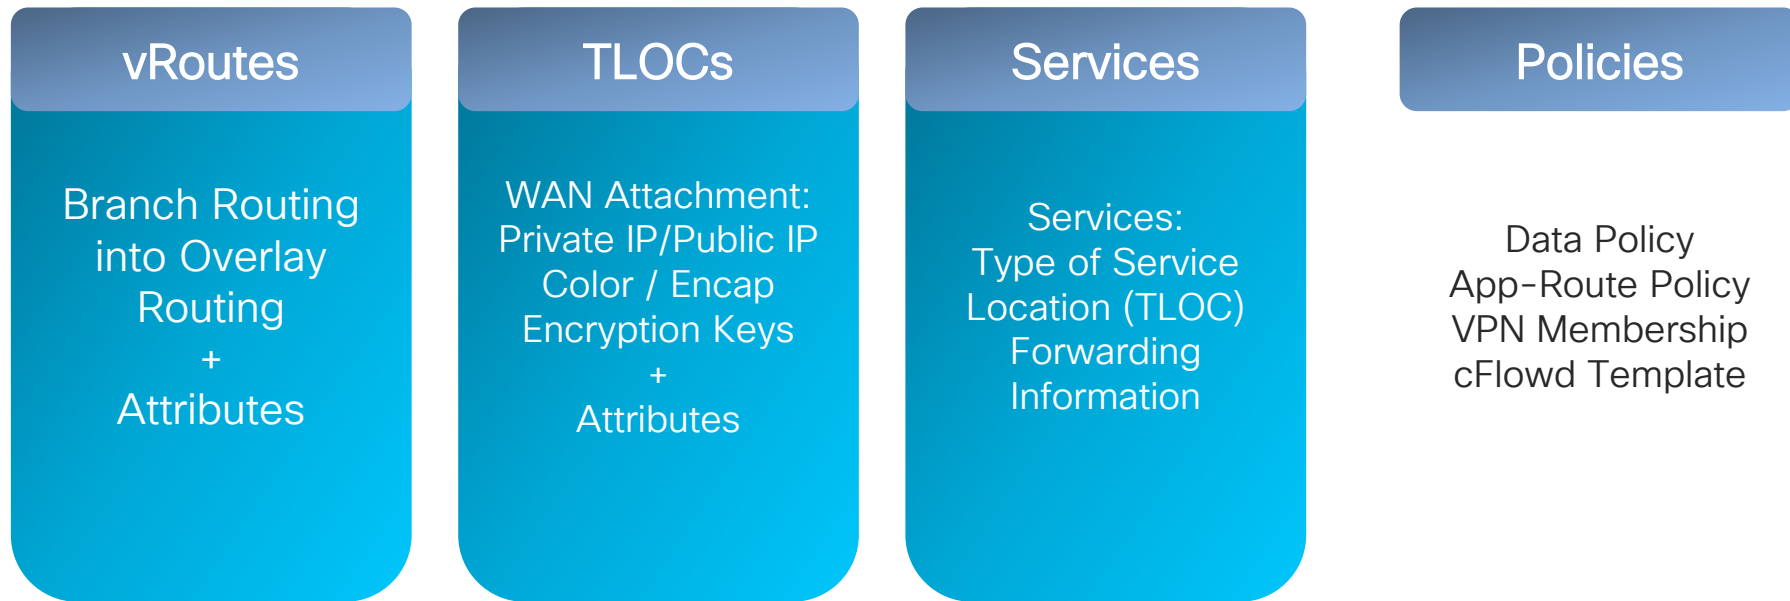 vRoutes
Branch Routing
into Overlay
Routing
+
Attributes
TLOCs
WAN Attachment:
Private IP/Public IP
Color / Encap
Encryption Keys
+
Attributes
Services
Services:
Type of Service
Location (TLOC)
Forwarding
Information
Policies
Data Policy
App-Route Policy
VPN Membership
cFlowd Template